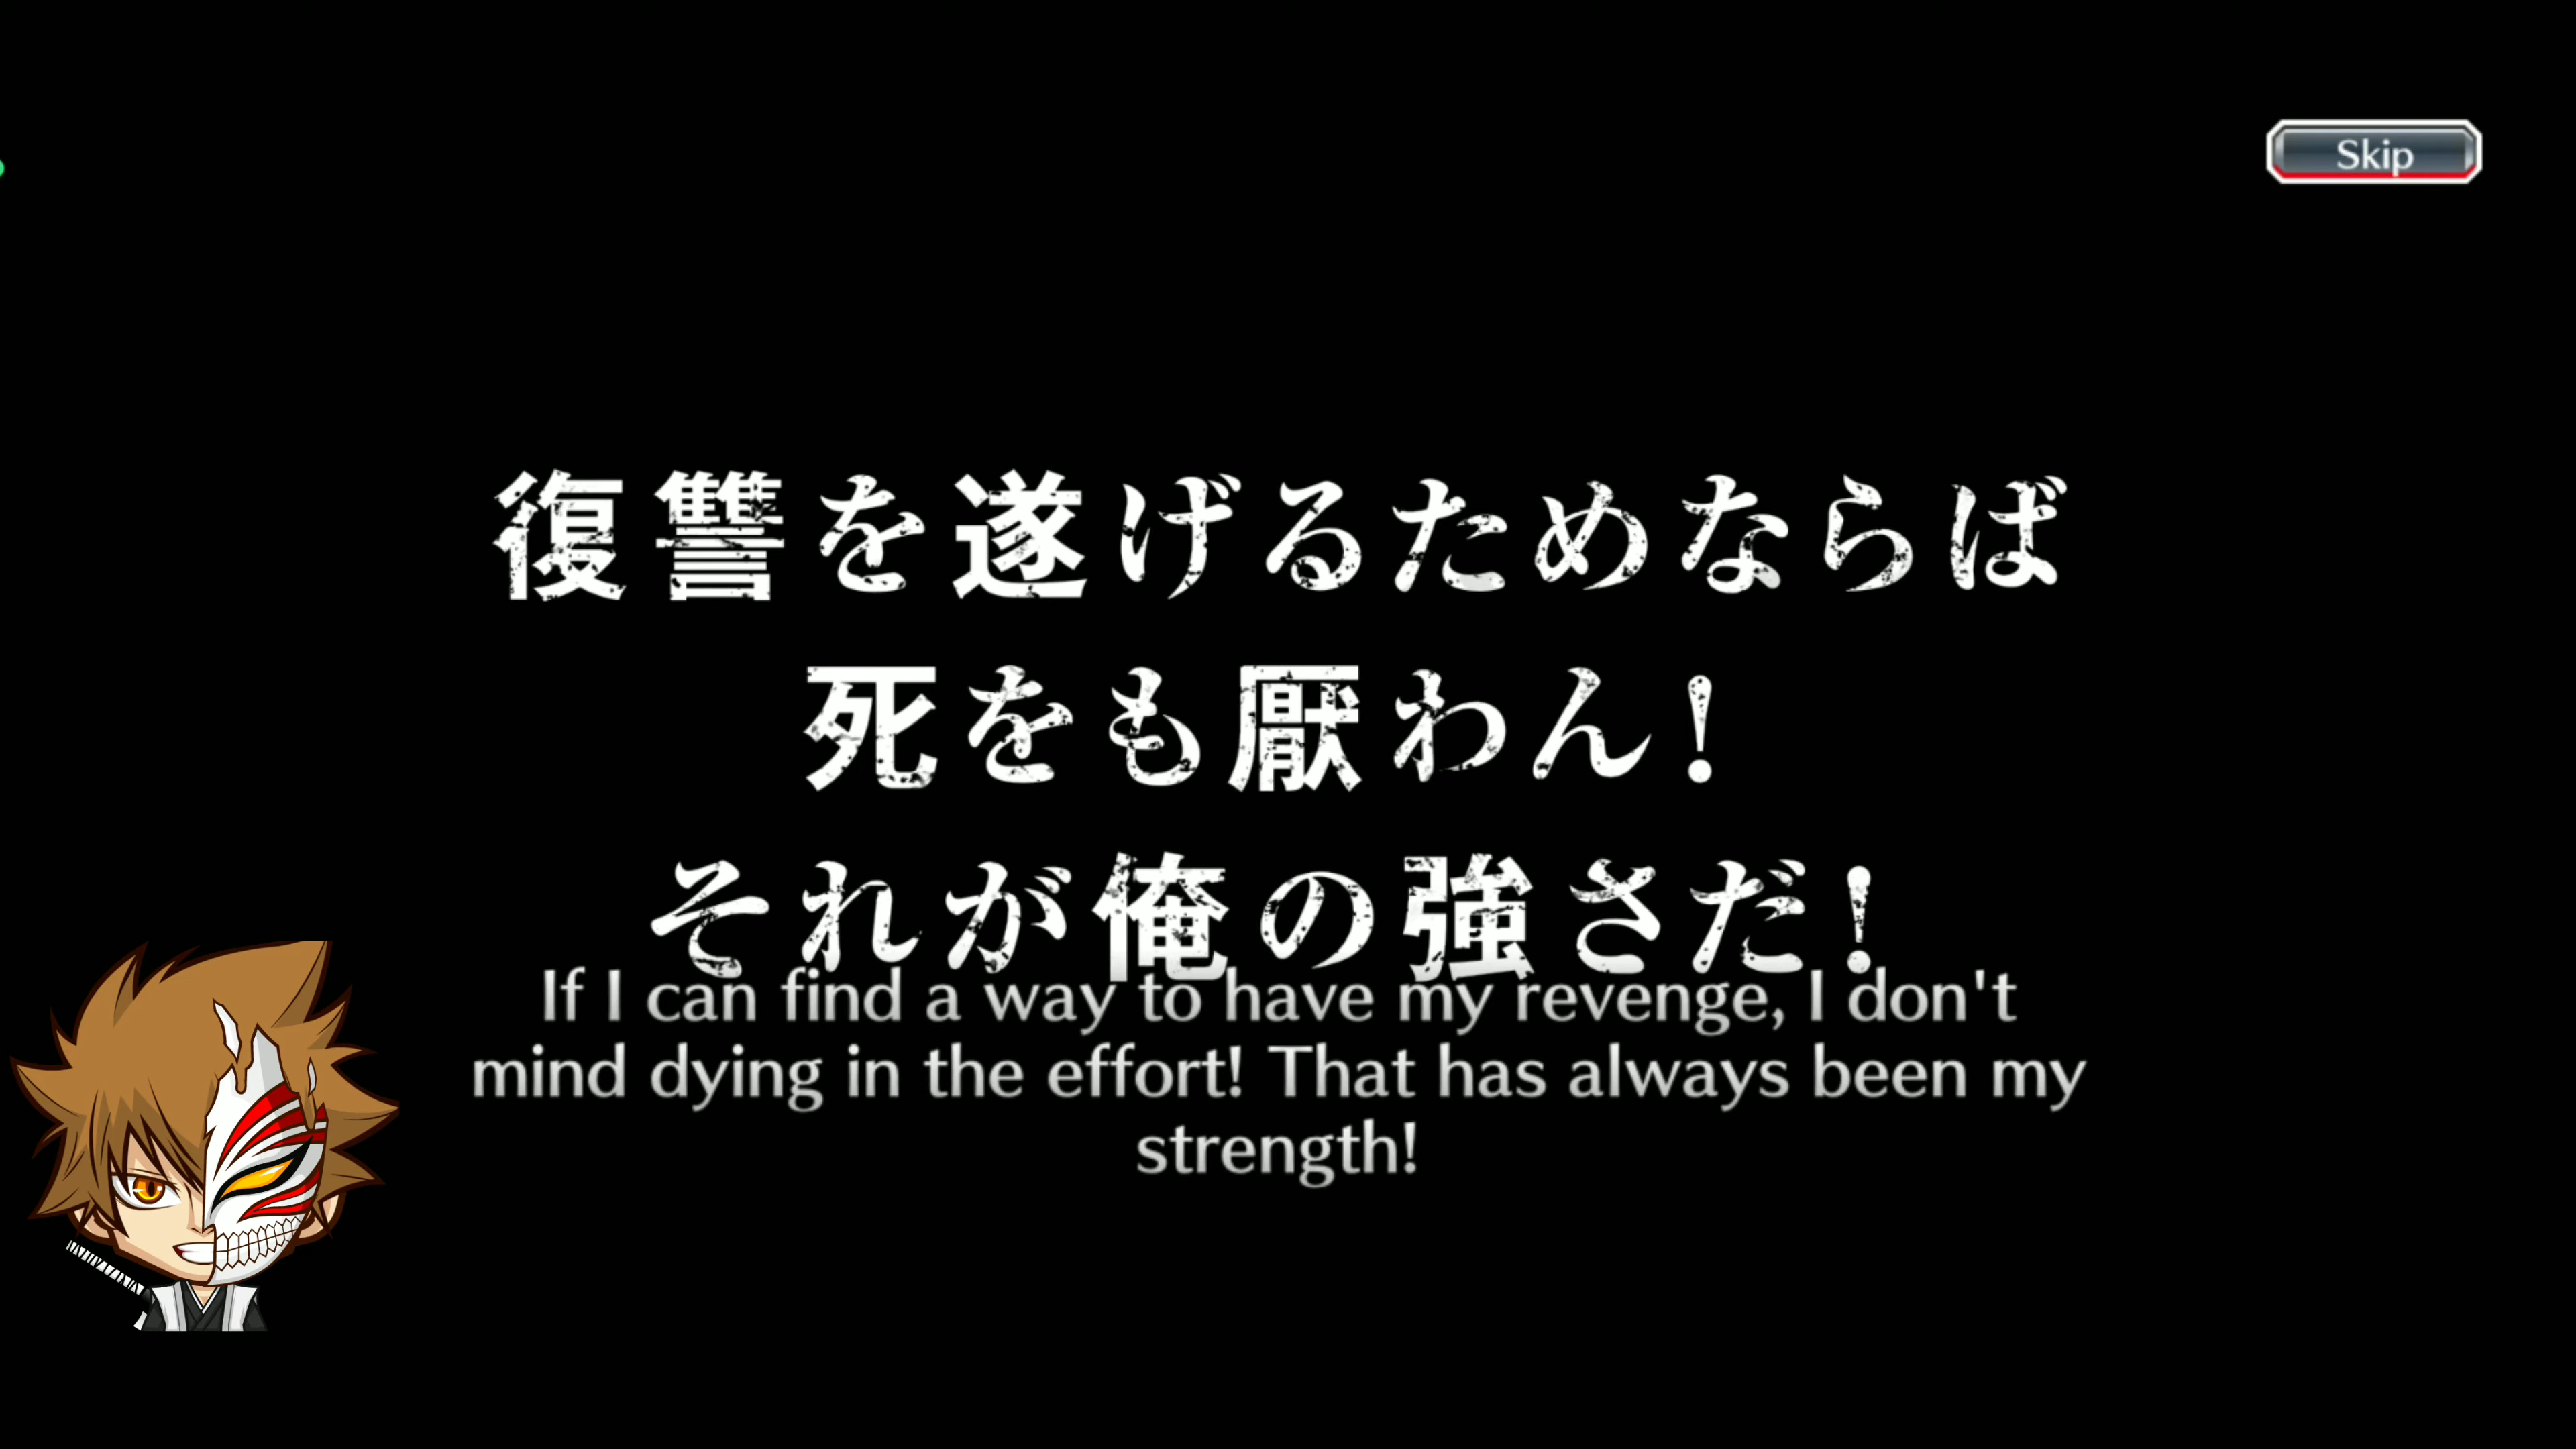 Skip
復讐を遂げるためならば
死をも厭わん!
それが俺の強さだ!
If I can find a way to have my revenge, I don't
mind dying in the effort! That has always been my
strength!